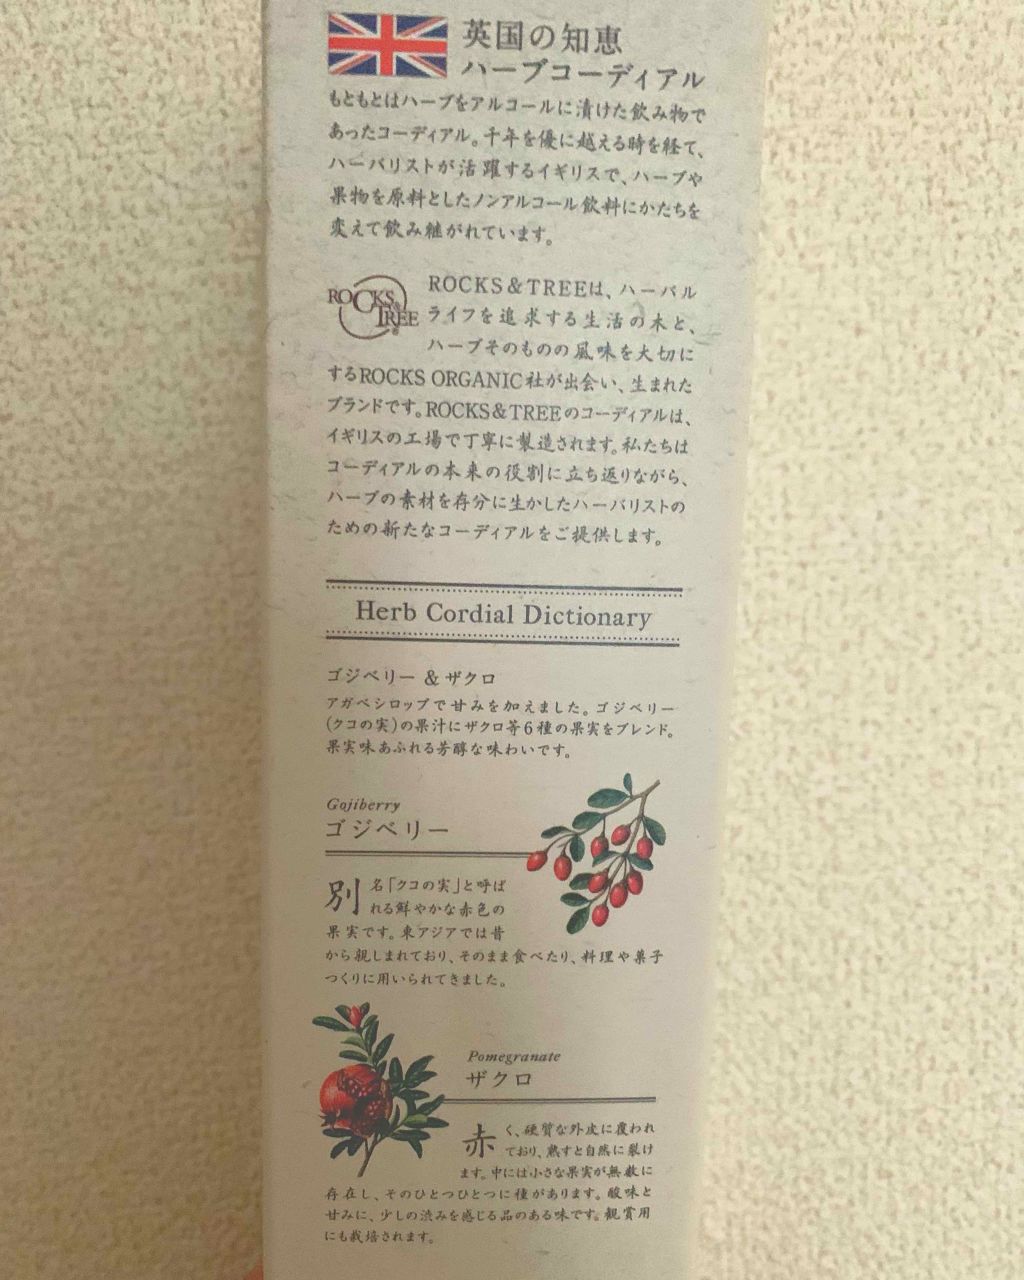 英国の知恵
ハーブコーディアル
もともとはハーブをアルコールに漬けた飲み物で
あったコーディアル。千年を優に越える時を経て、
ハーバリストが活躍するイギリスで、ハーブや
果物を原料としたノンアルコール飲料にかたちを
変えて飲み継がれています。
ROCKS
TREE
ROCKS&TREEは、ハーバル
ライフを追求する生活の木と、
ハーブそのものの風味を大切に
するROCKS ORGANIC社が出会い、生まれた
ブランドです。ROCKS&TREEのコーディアルは、
イギリスの工場で丁寧に製造されます。私たちは
コーディアルの本来の役割に立ち返りながら、
ハーブの素材を存分に生かしたハーバリストの
ための新たなコーディアルをご提供します。
Herb Cordial Dictionary
ゴジベリー & ザクロ
アガベシロップで甘みを加えました。ゴジベリー
(クコの実)の果汁にザクロ等6種の果実をブレンド。
果実味あふれる芳醇な味わいです。
Gojiberry
ゴジベリー
別名「クコの実」と呼ば
れる鮮やかな赤色の
果実です。東アジアでは昔
から親しまれており、そのまま食べたり、料理や菓子
つくりに用いられてきました。
Pomegranate
ザクロ
赤く、硬質な外皮に覆われ
ており、熟すと自然に裂け
ます。中には小さな果実が無数に
存在し、そのひとつひとつに種があります。酸味と
甘みに、少しの渋みを感じる品のある味です。観賞用
にも栽培されます。